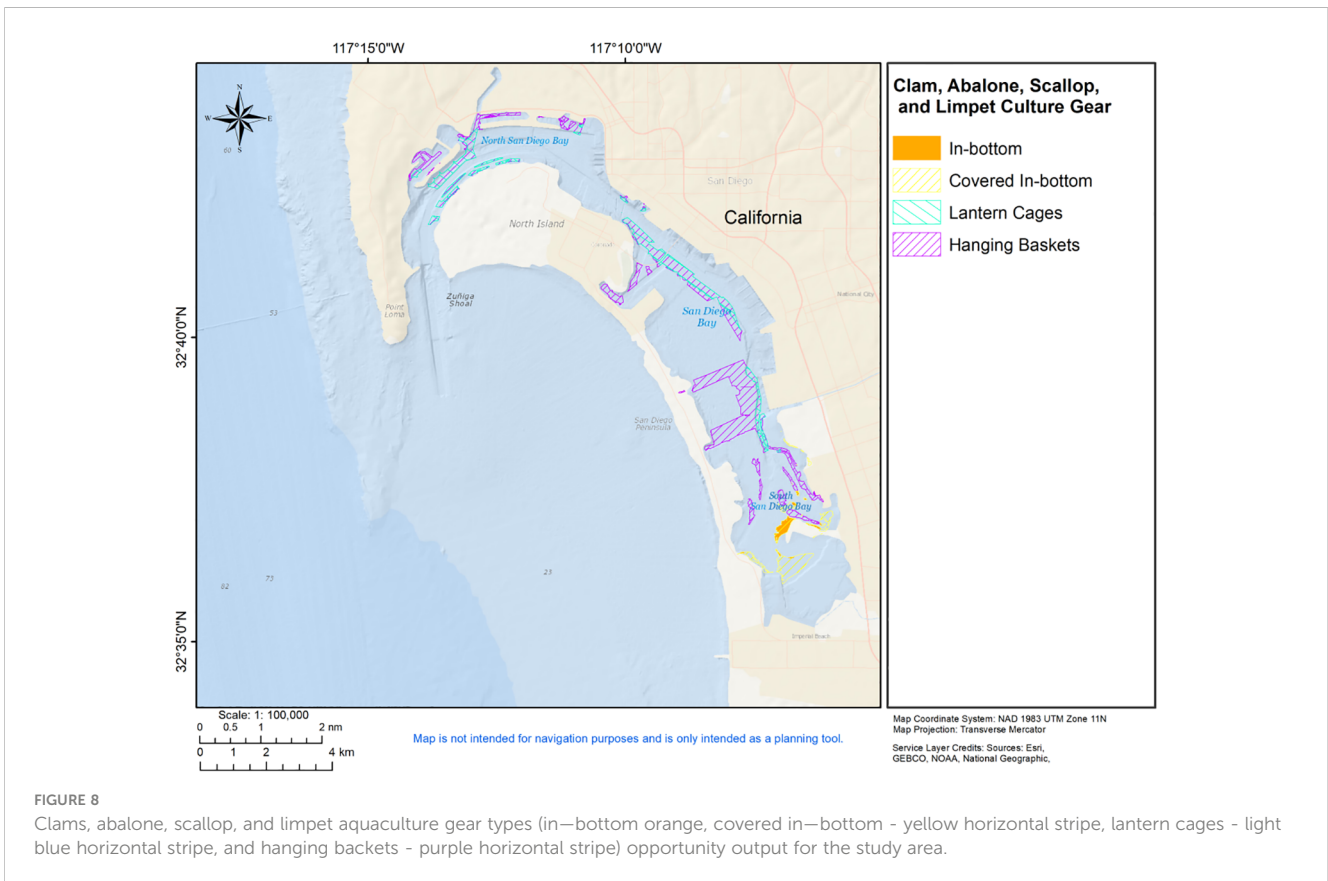 117°15'0"W
117°10'0"W
N
W
E
S
60
North San Diego Bay
San Diego
California
North Island
Zuñiga
Shoal
Point
Loma
53
National City
San Diego
Bay
32°40'0"N
San Diego
Peninsula
South
San Diego Bay
82
73
23
Imperial Beach
32°35'0"N
Clam, Abalone, Scallop,
and Limpet Culture Gear
In-bottom
Covered In-bottom
Lantern Cages
Hanging Baskets
Scale: 1: 100,000
0 0.5 1 2 nm
0 1 2 4 km
Map is not intended for navigation purposes and is only intended as a planning tool.
Map Coordinate System: NAD 1983 UTM Zone 11N
Map Projection: Transverse Mercator
Service Layer Credits: Sources: Esri,
GEBCO, NOAA, National Geographic,
FIGURE 8
Clams, abalone, scallop, and limpet aquaculture gear types (in—bottom orange, covered in—bottom - yellow horizontal stripe, lantern cages - light
blue horizontal stripe, and hanging backets - purple horizontal stripe) opportunity output for the study area.